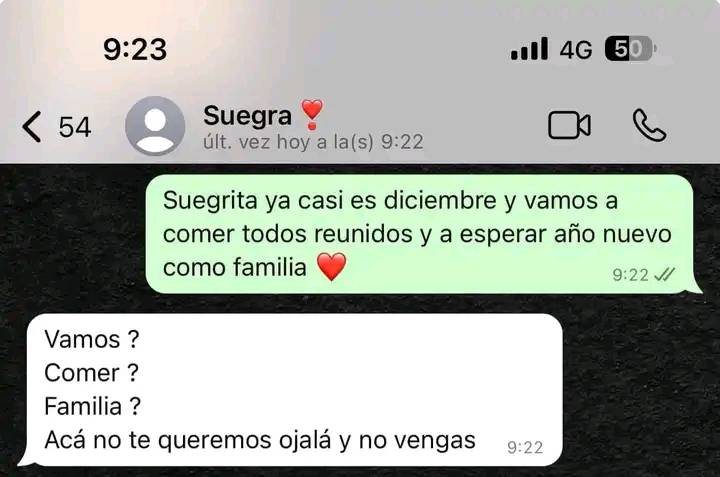 9:23
4G
50
54
Suegra
últ. vez hoy a la(s) 9:22
Suegrita ya casi es diciembre y vamos a
comer todos reunidos y a esperar año nuevo
como familia ❤️
9:22
Vamos ?
Comer ?
Familia ?
Acá no te queremos ojalá y no vengas
9:22